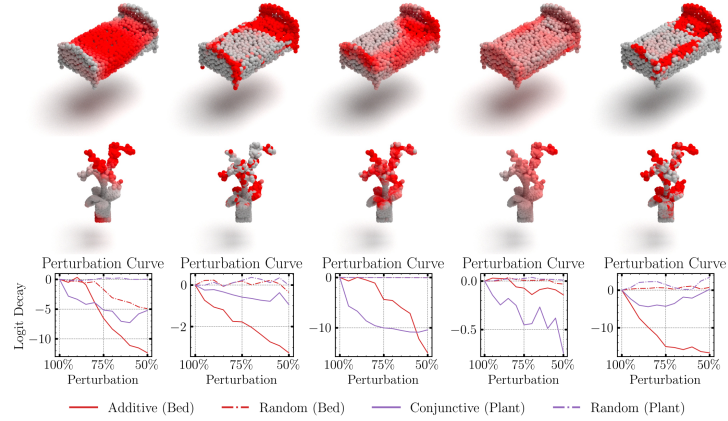 Perturbation Curve Perturbation Curve Perturbation Curve Perturbation Curve Perturbation Curve
Logit Decay
0
−5
−10
100% 75% 50%
Perturbation
0
−2
100% 75% 50%
Perturbation
0
−10
100% 75% 50%
Perturbation
0.0
−0.5
100% 75% 50%
Perturbation
0
−10
100% 75% 50%
Perturbation
Additive (Bed) Random (Bed) Conjunctive (Plant) Random (Plant)